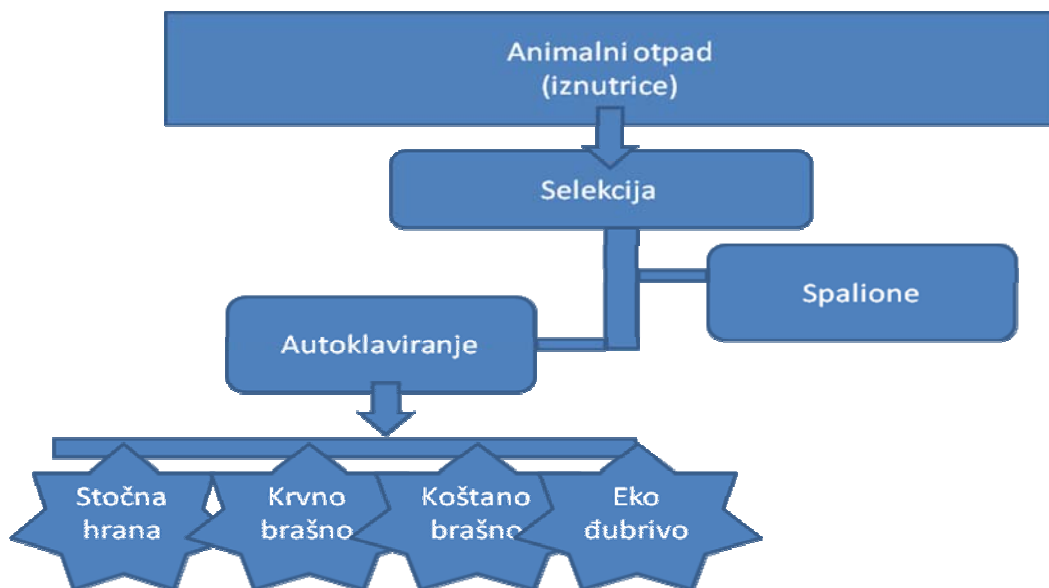 Animalni otpad
(iznutrice)
Selekcija
Spalione
Autoklaviranje
Stočna
hrana
Krvno
brašno
Koštano
brašno
Eko
đubrivo